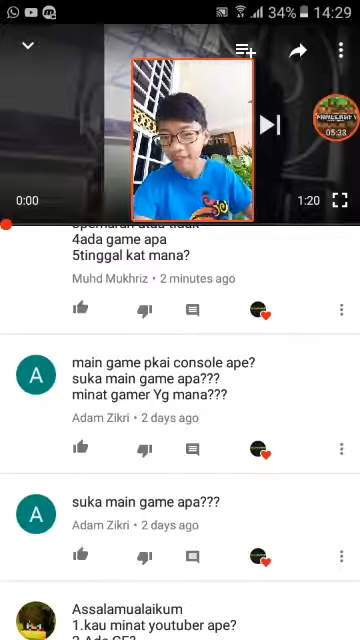 34% 14:29
05:33
0:00 1:20
4ada game apa
5tinggal kat mana?
Muhd Mukhriz • 2 minutes ago
A
main game pkai console ape?
suka main game apa???
minat gamer Yg mana???
Adam Zikri • 2 days ago
A
suka main game apa???
Adam Zikri • 2 days ago
Assalamualaikum
1.kau minat youtuber ape?